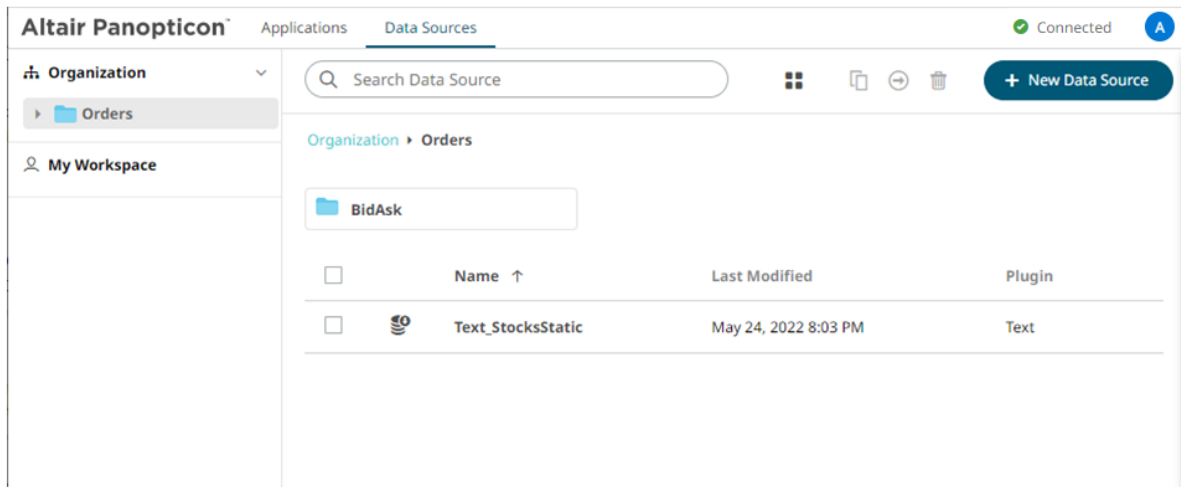 Altair Panopticon™ Applications Data Sources Connected A
Organization
Orders
My Workspace
Search Data Source + New Data Source
Organization Orders
BidAsk
Name ↑ Last Modified Plugin
Text_StocksStatic May 24, 2022 8:03 PM Text